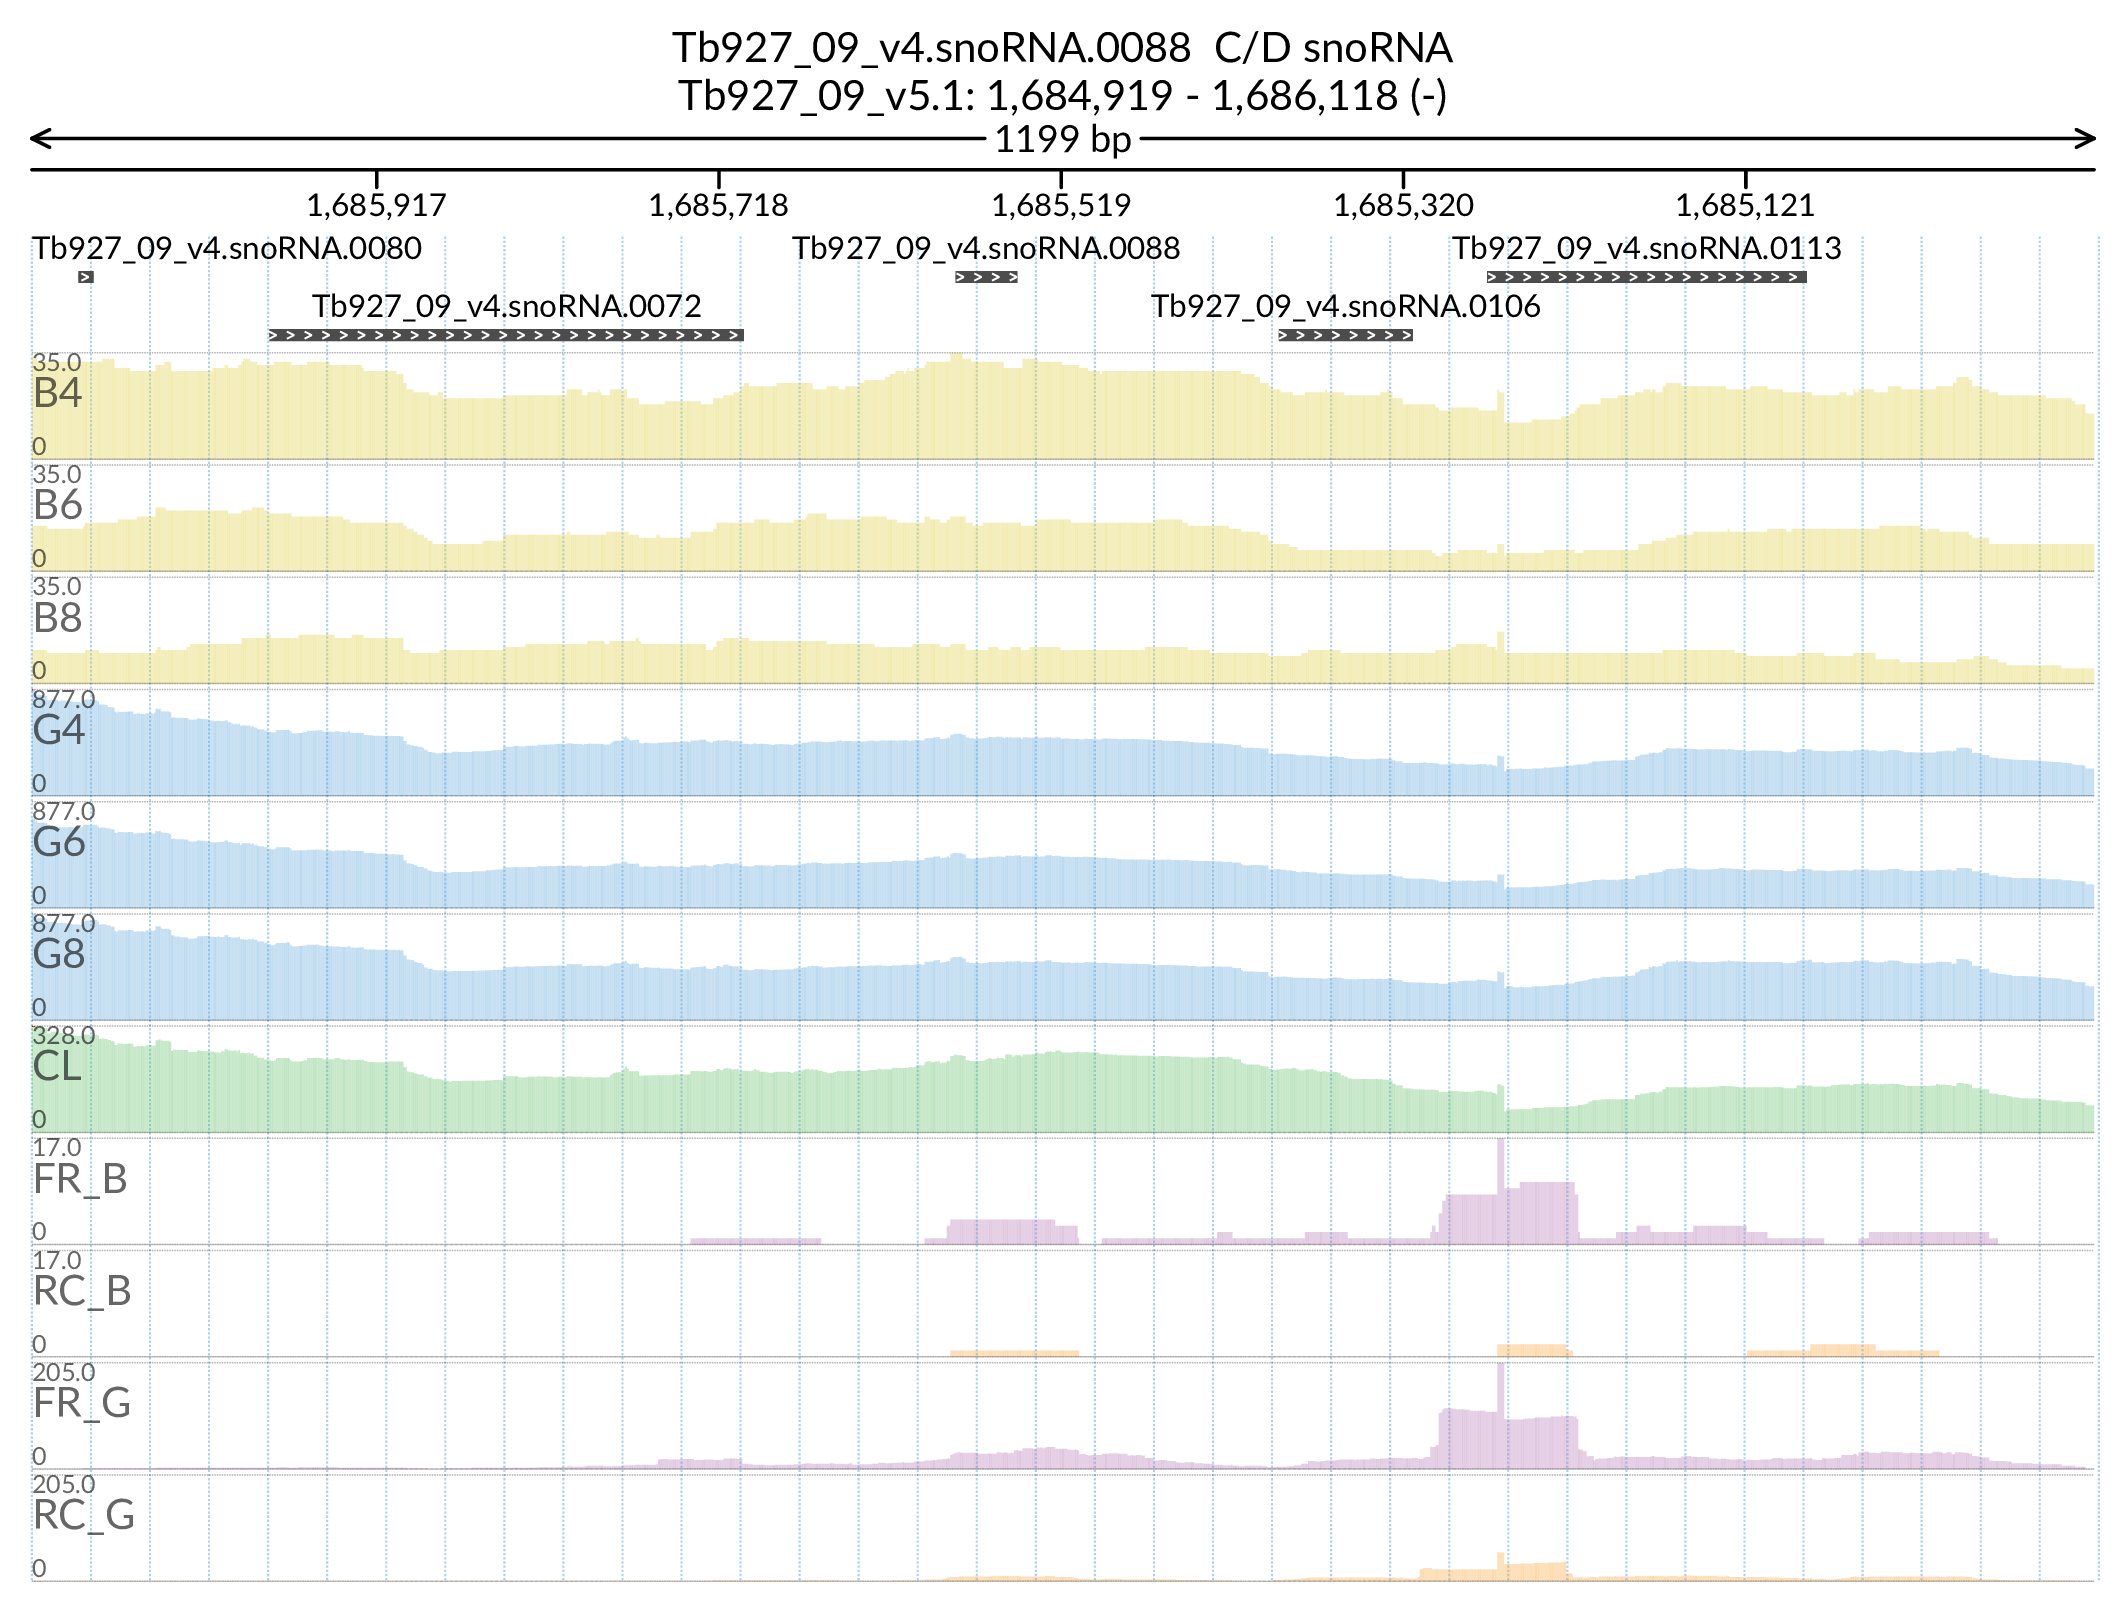 Tb927_09_v4.snoRNA.0088  C/D snoRNA
Tb927_09_v5.1: 1,684,919 - 1,686,118 (-)
1199 bp
1,685,917 1,685,718 1,685,519 1,685,320 1,685,121
Tb927_09_v4.snoRNA.0080 Tb927_09_v4.snoRNA.0088 Tb927_09_v4.snoRNA.0113
Tb927_09_v4.snoRNA.0072 Tb927_09_v4.snoRNA.0106
35.0
B4
0
35.0
B6
0
35.0
B8
0
877.0
G4
0
877.0
G6
0
877.0
G8
0
328.0
CL
0
17.0
FR_B
0
17.0
RC_B
0
205.0
FR_G
0
205.0
RC_G
0